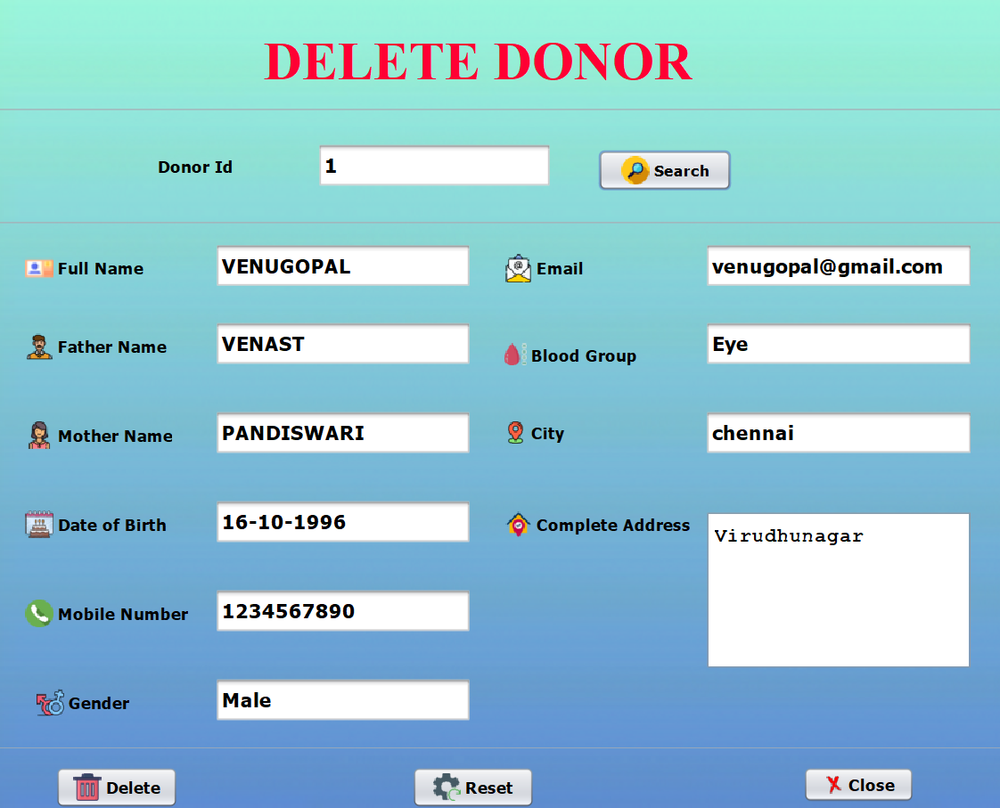 DELETE DONOR
Donor Id 1 Search
Full Name VENUGOPAL Email venugopal@gmail.com
Father Name VENAST Blood Group Eye
Mother Name PANDISWARI City chennai
Date of Birth 16-10-1996 Complete Address Virudhunagar
Mobile Number 1234567890
Gender Male
Delete Reset Close